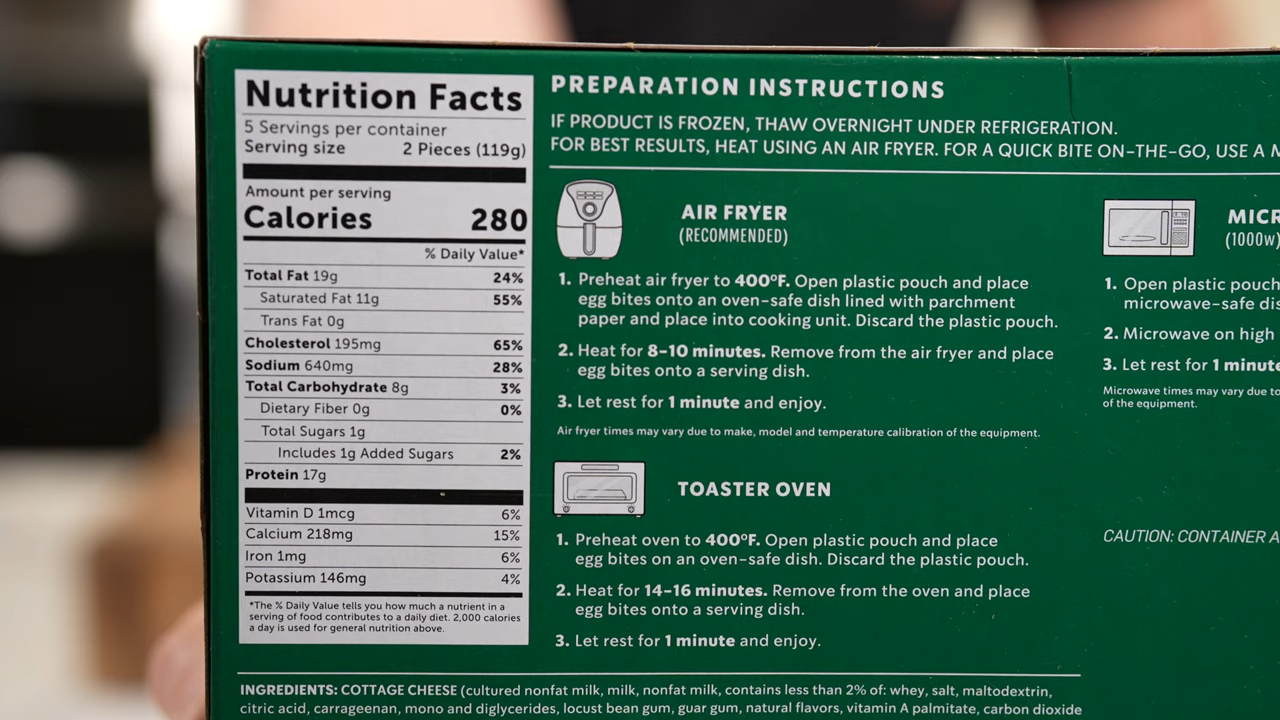 Nutrition Facts
5 Servings per container
Serving size 2 Pieces (119g)
Amount per serving
Calories 280
% Daily Value*
Total Fat 19g 24%
Saturated Fat 11g 55%
Trans Fat 0g
Cholesterol 195mg 65%
Sodium 640mg 28%
Total Carbohydrate 8g 3%
Dietary Fiber 0g 0%
Total Sugars 1g
Includes 1g Added Sugars 2%
Protein 17g
Vitamin D 1mcg 6%
Calcium 218mg 15%
Iron 1mg 6%
Potassium 146mg 4%
*The % Daily Value tells you how much a nutrient in a
serving of food contributes to a daily diet. 2,000 calories
a day is used for general nutrition above.
PREPARATION INSTRUCTIONS
IF PRODUCT IS FROZEN, THAW OVERNIGHT UNDER REFRIGERATION.
FOR BEST RESULTS, HEAT USING AN AIR FRYER. FOR A QUICK BITE ON-THE-GO, USE A
AIR FRYER
(RECOMMENDED)
1. Preheat air fryer to 400°F. Open plastic pouch and place
egg bites onto an oven-safe dish lined with parchment
paper and place into cooking unit. Discard the plastic pouch.
2. Heat for 8-10 minutes. Remove from the air fryer and place
egg bites onto a serving dish.
3. Let rest for 1 minute and enjoy.
Air fryer times may vary due to make, model and temperature calibration of the equipment.
TOASTER OVEN
1. Preheat oven to 400°F. Open plastic pouch and place
egg bites on an oven-safe dish. Discard the plastic pouch.
2. Heat for 14-16 minutes. Remove from the oven and place
egg bites onto a serving dish.
3. Let rest for 1 minute and enjoy.
MICR
(1000w)
1. Open plastic pouch
microwave-safe dis
2. Microwave on high
3. Let rest for 1 minute
Microwave times may vary due to
of the equipment.
CAUTION: CONTAINER A
INGREDIENTS: COTTAGE CHEESE (cultured nonfat milk, milk, nonfat milk, contains less than 2% of: whey, salt, maltodextrin,
citric acid, carrageenan, mono and diglycerides, locust bean gum, guar gum, natural flavors, vitamin A palmitate, carbon dioxide